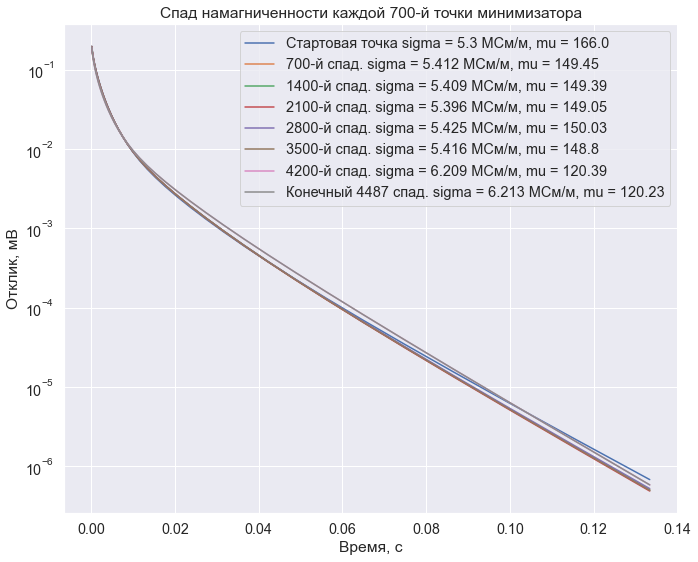 Спад намагниченности каждой 700-й точки минимизатора
Стартовая точка sigma = 5.3 МСм/м, mu = 166.0
700-й спад. sigma = 5.412 МСм/м, mu = 149.45
1400-й спад. sigma = 5.409 МСм/м, mu = 149.39
2100-й спад. sigma = 5.396 МСм/м, mu = 149.05
2800-й спад. sigma = 5.425 МСм/м, mu = 150.03
3500-й спад. sigma = 5.416 МСм/м, mu = 148.8
4200-й спад. sigma = 6.209 МСм/м, mu = 120.39
Конечный 4487 спад. sigma = 6.213 МСм/м, mu = 120.23
Отклик, мВ
10⁻¹
10⁻²
10⁻³
10⁻⁴
10⁻⁵
10⁻⁶
0.00 0.02 0.04 0.06 0.08 0.10 0.12 0.14
Время, с